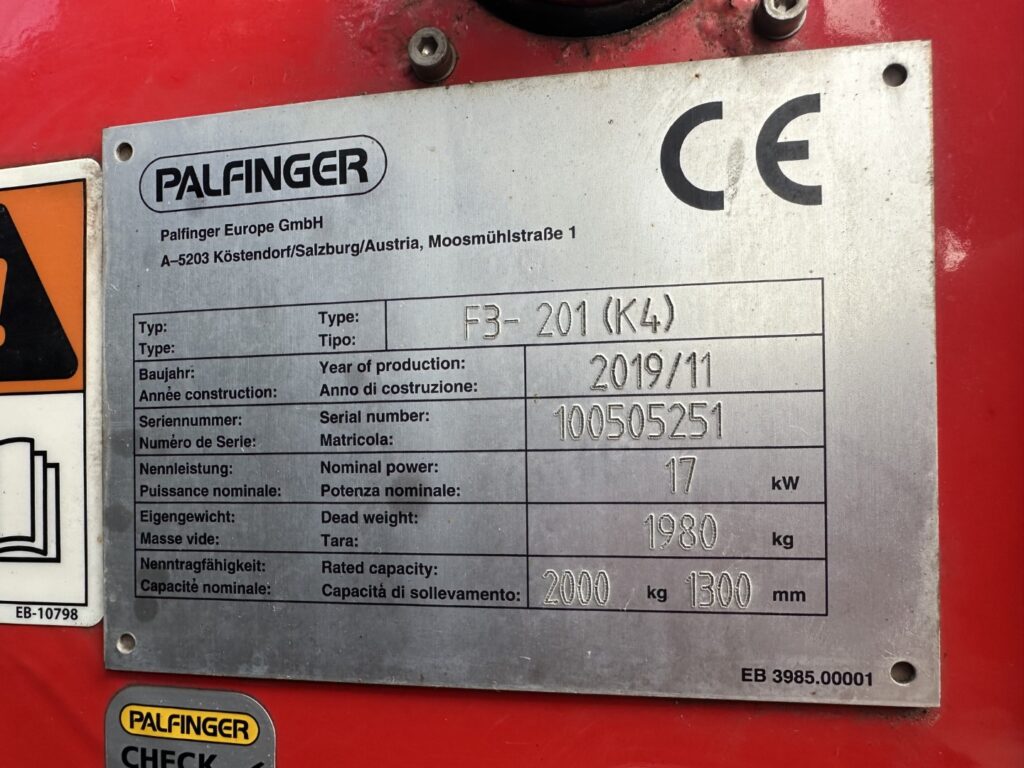 PALFINGER
CE
Palfinger Europe GmbH
A–5203 Köstendorf/Salzburg/Austria, Moosmühlstraße 1
Typ: Type: F3- 201 (K4)
Type: Tipo:
Baujahr: Year of production: 2019/11
Année construction: Anno di costruzione:
Seriennummer: Serial number: 100505251
Numéro de Serie: Matricola:
Nennleistung: Nominal power: 17 kW
Puissance nominale: Potenza nominale:
Eigengewicht: Dead weight: 1980 kg
Masse vide: Tara:
Nenntragfähigkeit: Rated capacity: 2000 kg 1300 mm
Capacité nominale: Capacità di sollevamento:
EB 3985.00001
EB-10798
PALFINGER
CHECK